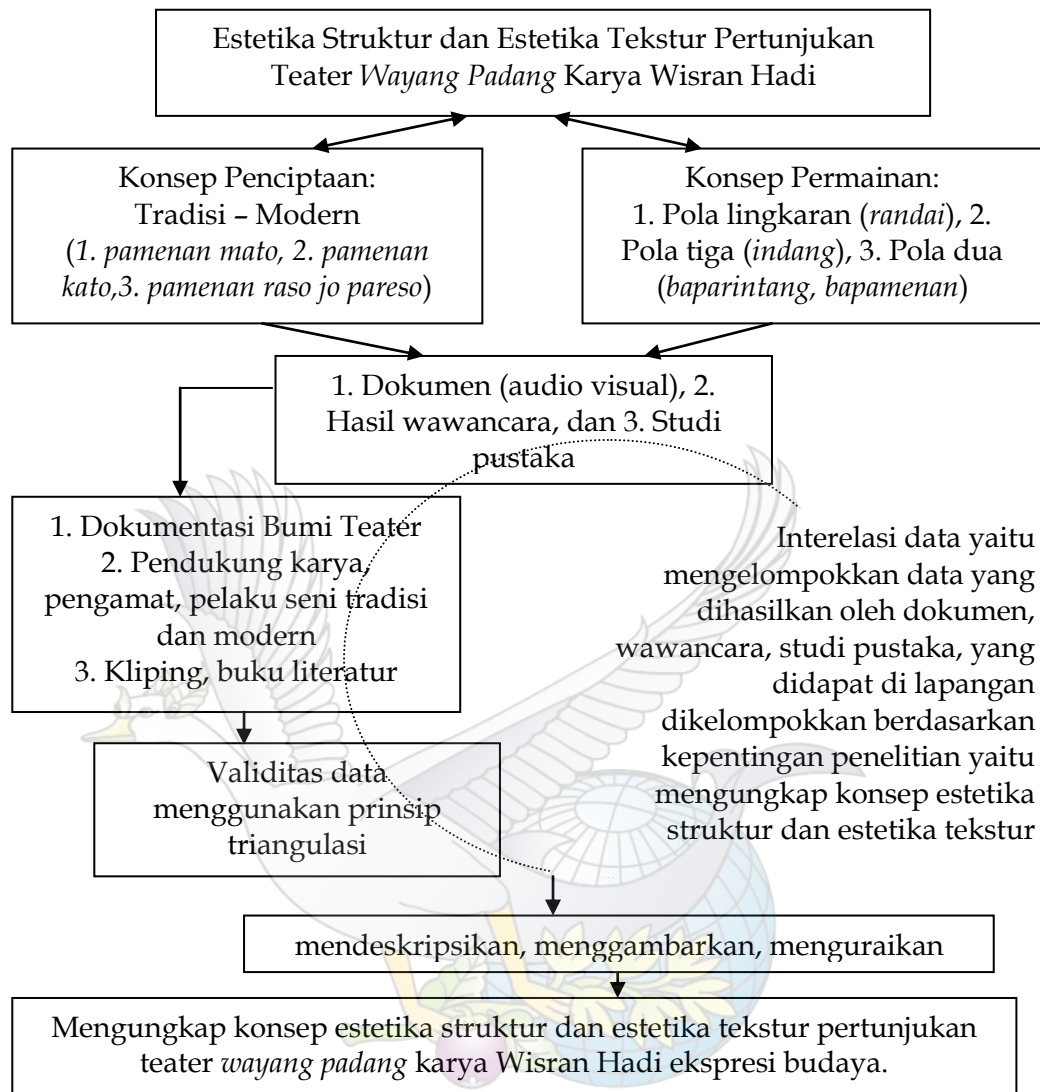 Estetika Struktur dan Estetika Tekstur Pertunjukan
Teater Wayang Padang Karya Wisran Hadi
Konsep Penciptaan:
Tradisi – Modern
(1. pamenan mato, 2. pamenan
kato,3. pamenan raso jo pareso)
Konsep Permainan:
1. Pola lingkaran (randai), 2.
Pola tiga (indang), 3. Pola dua
(baparintang, bapamenan)
1. Dokumen (audio visual), 2.
Hasil wawancara, dan 3. Studi
pustaka
1. Dokumentasi Bumi Teater
2. Pendukung karya,
pengamat, pelaku seni tradisi
dan modern
3. Kliping, buku literatur
Interelasi data yaitu
mengelompokkan data yang
dihasilkan oleh dokumen,
wawancara, studi pustaka, yang
didapat di lapangan
dikelompokkan berdasarkan
kepentingan penelitian yaitu
mengungkap konsep estetika
struktur dan estetika tekstur
Validitas data
menggunakan prinsip
triangulasi
mendeskripsikan, menggambarkan, menguraikan
Mengungkap konsep estetika struktur dan estetika tekstur pertunjukan
teater wayang padang karya Wisran Hadi ekspresi budaya.